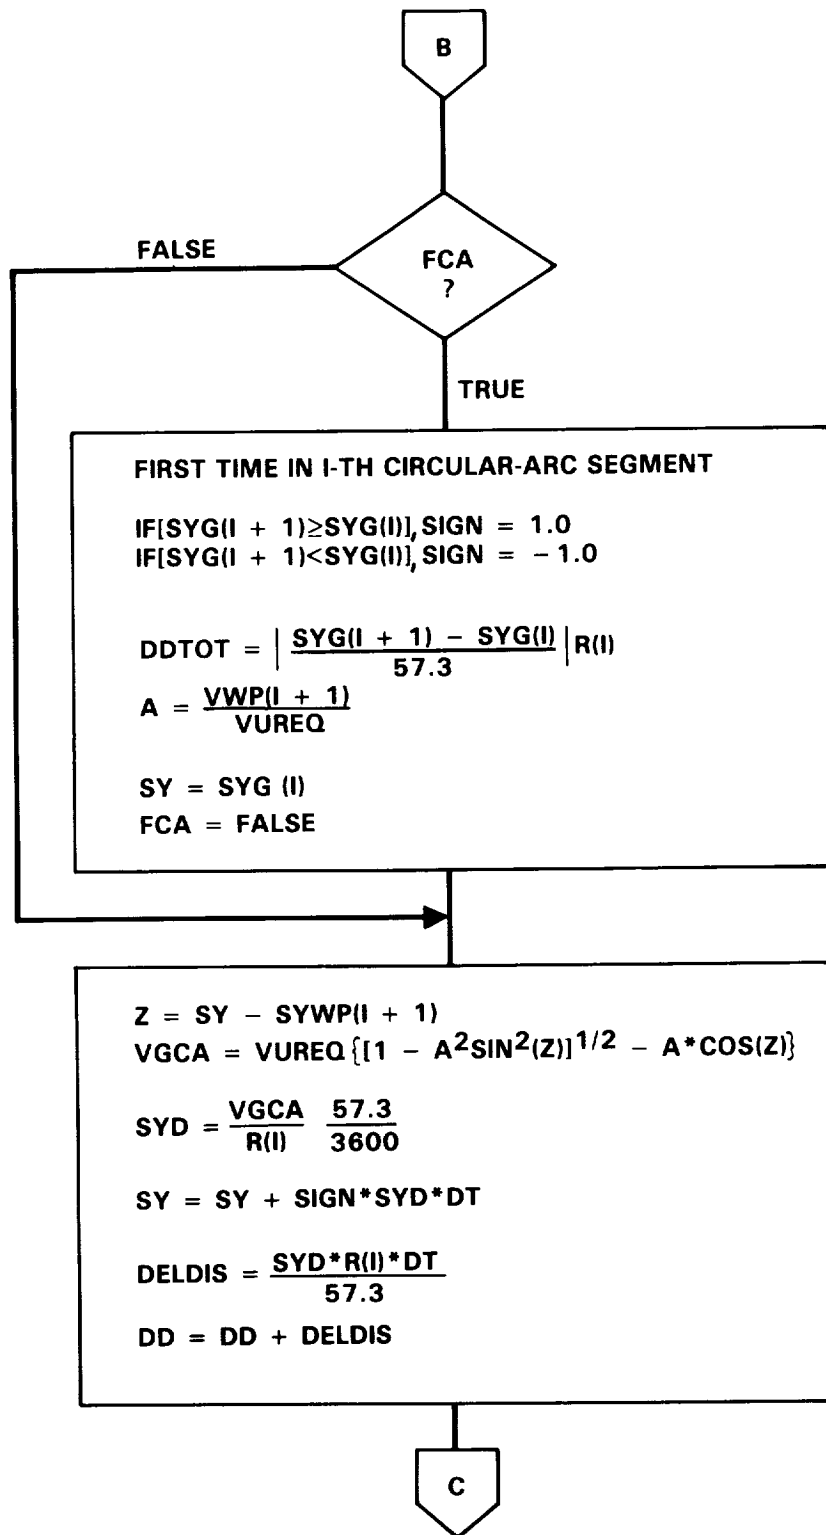 B
FALSE
FCA
?
TRUE
FIRST TIME IN I-TH CIRCULAR-ARC SEGMENT
IF[SYG(I + 1)≥SYG(I)], SIGN = 1.0
IF[SYG(I + 1)<SYG(I)], SIGN = - 1.0
DDTOT = | SYG(I + 1) - SYG(I) / 57.3 | R(I)
A = VWP(I + 1) / VUREQ
SY = SYG (I)
FCA = FALSE
Z = SY - SYWP(I + 1)
VGCA = VUREQ {[1 - A²SIN²(Z)]^1/2 - A*COS(Z)}
SYD = VGCA / R(I) 57.3 / 3600
SY = SY + SIGN*SYD*DT
DELDIS = SYD*R(I)*DT / 57.3
DD = DD + DELDIS
C